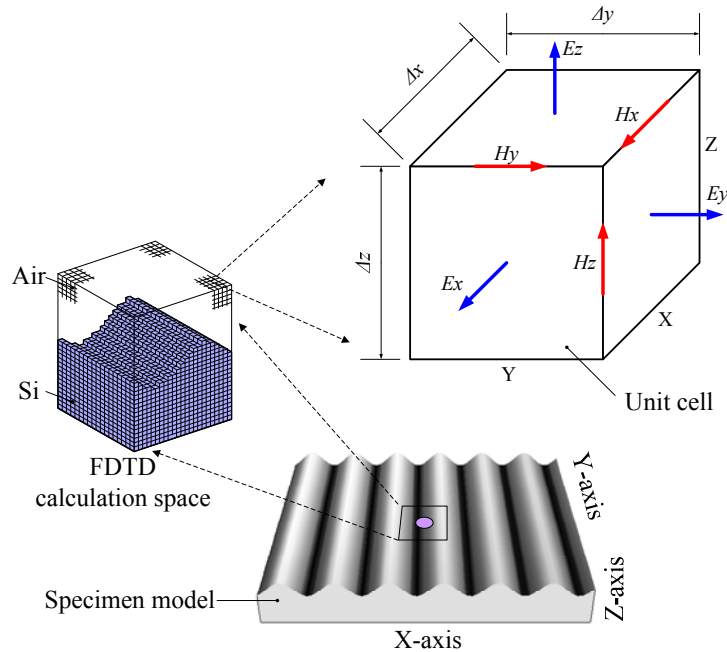 Δy
Δx
Ez
Hx
Hy
Z
Ey
Δz
Hz
Ex
X
Y
Unit cell
Air
Si
FDTD
calculation space
Y-axis
Z-axis
Specimen model
X-axis